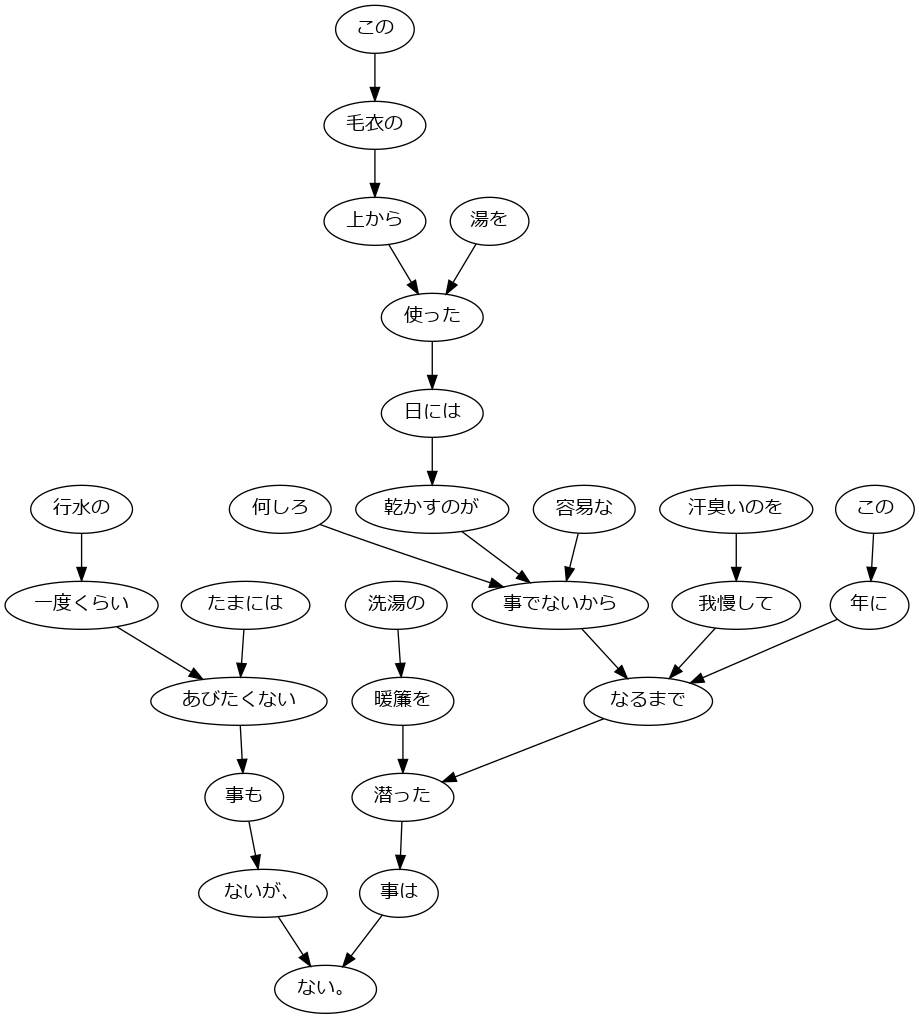 この
毛衣の
上から
湯を
使った
日には
行水の
何しろ
乾かすのが
容易な
汗臭いのを
この
一度くらい
たまには
洗湯の
事でないから
我慢して
年に
あびたくない
暖簾を
なるまで
事も
潜った
ないが、
事は
ない。